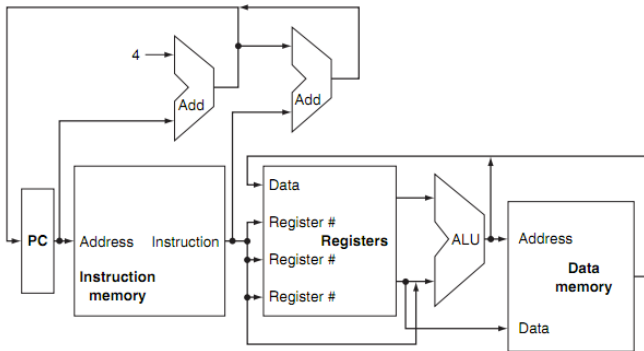 4
Add
Add
Data
PC
Address
Instruction
Instruction
memory
Register #
Registers
Register #
Register #
ALU
Address
Data
memory
Data